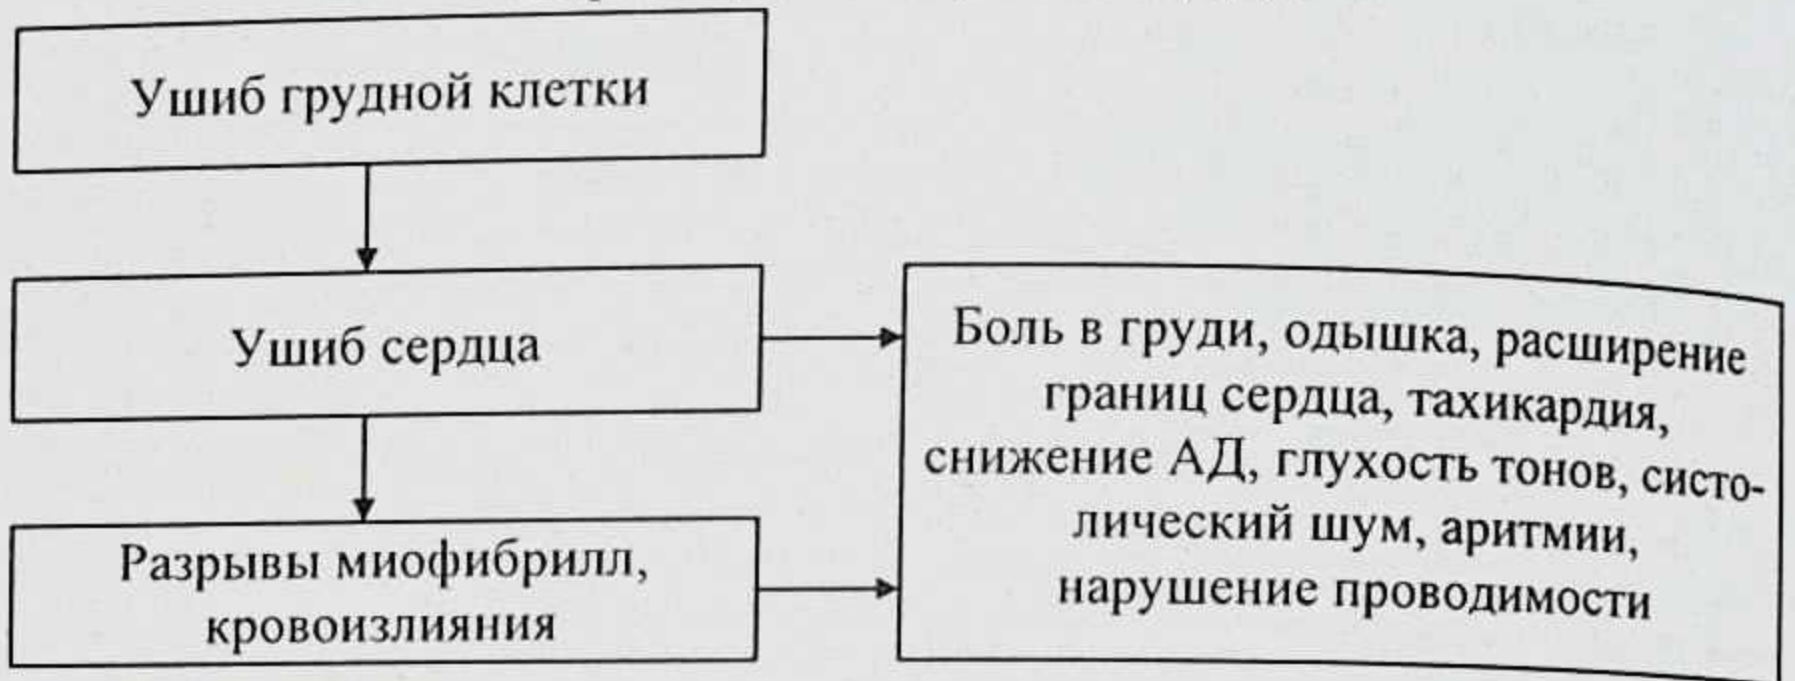 Ушиб грудной клетки
Ушиб сердца
Разрывы миофибрилл,
кровоизлияния
Боль в груди, одышка, расширение
границ сердца, тахикардия,
снижение АД, глухость тонов, систо-
лический шум, аритмии,
нарушение проводимости